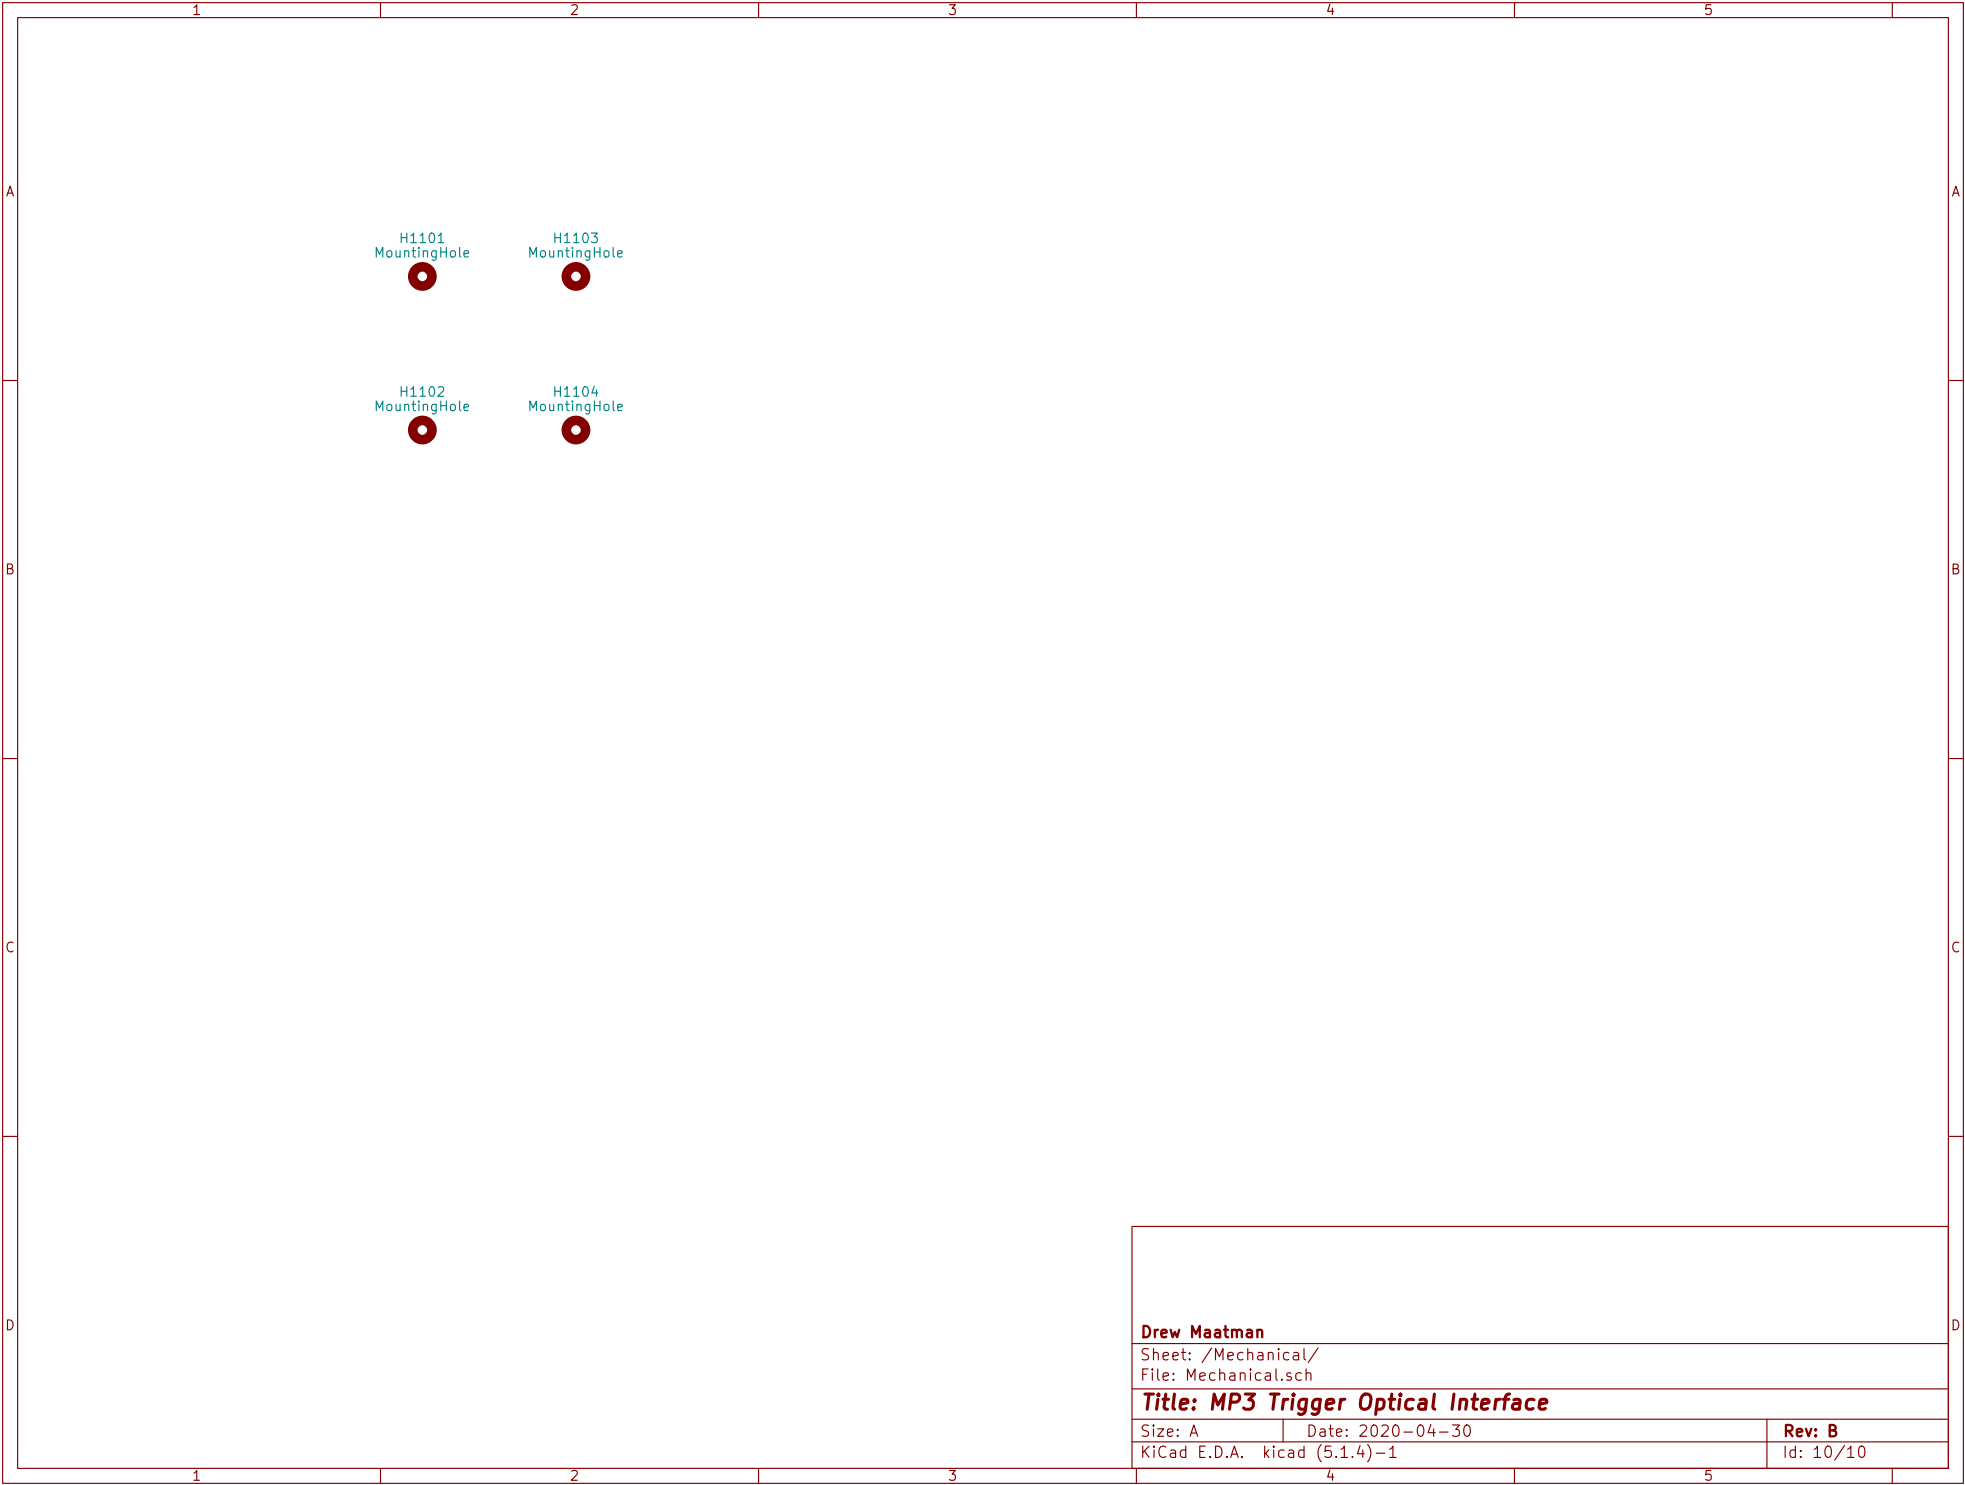 1 2 3 4 5
A A
H1101 H1103
MountingHole MountingHole
H1102 H1104
MountingHole MountingHole
B B
C C
D D
Drew Maatman
Sheet: /Mechanical/
File: Mechanical.sch
Title: MP3 Trigger Optical Interface
Size: A Date: 2020-04-30 Rev: B
KiCad E.D.A. kicad (5.1.4)-1 Id: 10/10
1 2 3 4 5